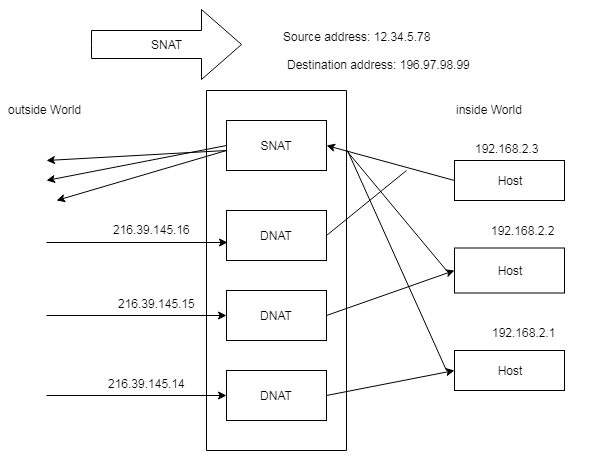 SNAT
Source address: 12.34.5.78
Destination address: 196.97.98.99
outside World
inside World
SNAT
192.168.2.3
Host
216.39.145.16
DNAT
192.168.2.2
Host
216.39.145.15
DNAT
192.168.2.1
Host
216.39.145.14
DNAT